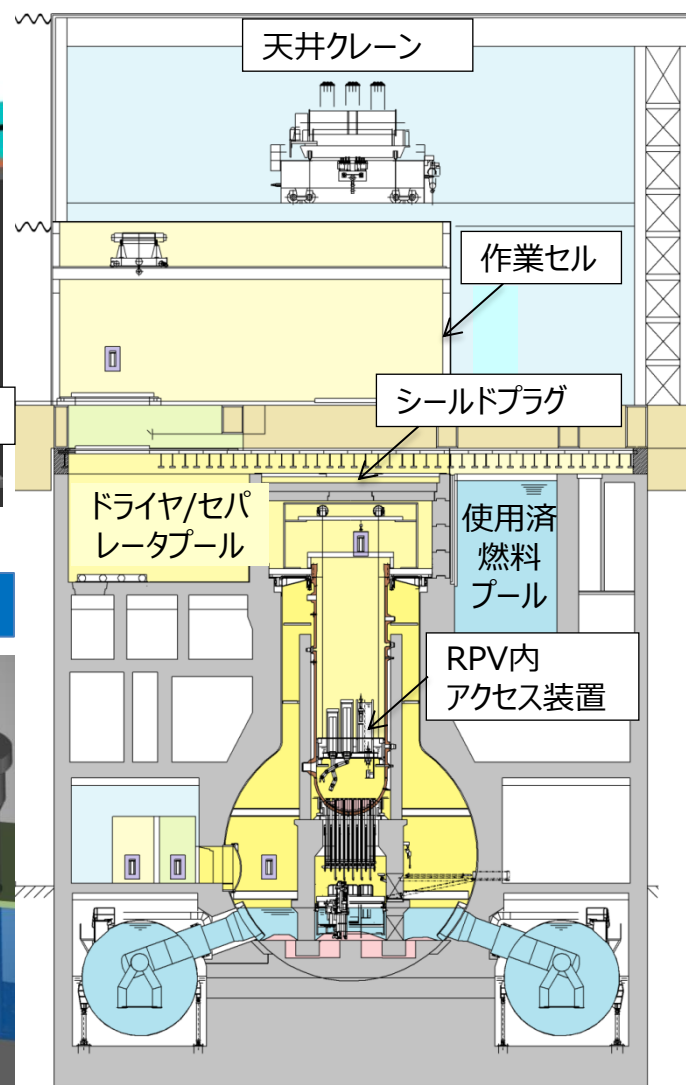 天井クレーン
作業セル
シールドプラグ
ドライヤ/セパ
レータプール
使用済
燃料
プール
RPV内
アクセス装置